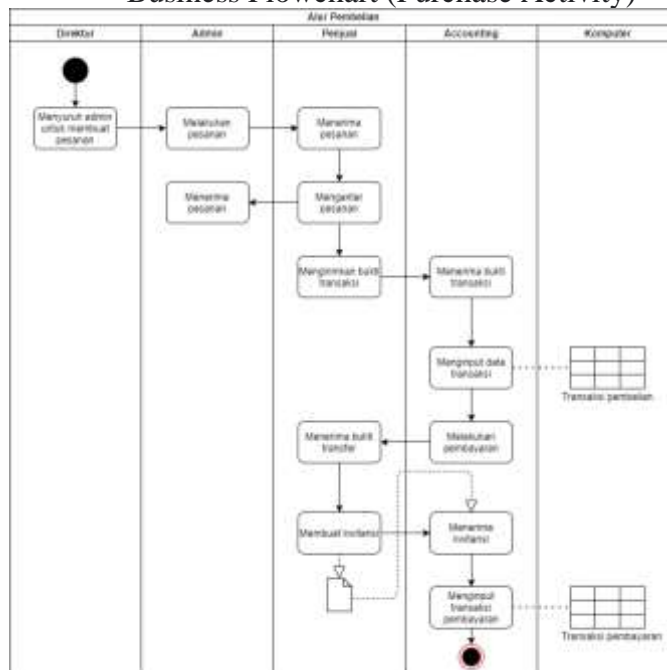 Business Flowchart (Purchase Activity)
Alur Pembelian
Direktur
Admin
Penjual
Accounting
Komputer
Menyuruh admin
untuk membuat
pesanan
Melakukan
pesanan
Menerima
pesanan
Menerima
pesanan
Mengantar
pesanan
Mengirimkan bukti
transaksi
Menerima bukti
transaksi
Menginput data
transaksi
Transaksi pembelian
Menerima bukti
transfer
Melakukan
pembayaran
Membuat
Menerima
Menginput
transaksi
pembayaran
Transaksi pembayaran